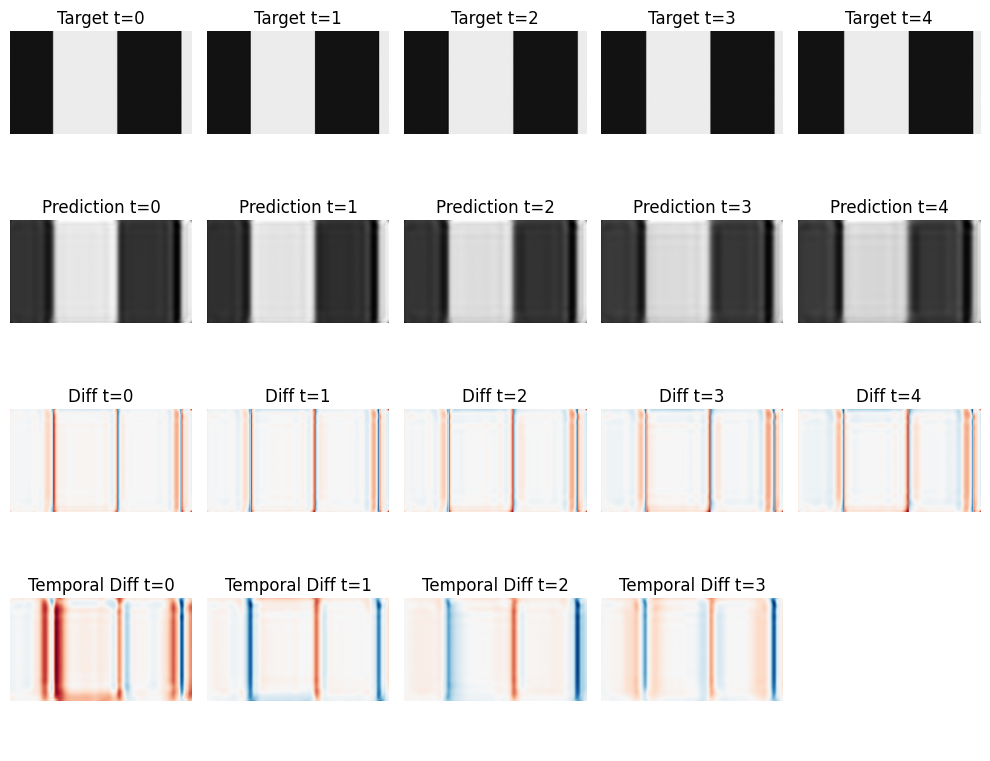 Target t=0 Target t=1 Target t=2 Target t=3 Target t=4
Prediction t=0 Prediction t=1 Prediction t=2 Prediction t=3 Prediction t=4
Diff t=0 Diff t=1 Diff t=2 Diff t=3 Diff t=4
Temporal Diff t=0 Temporal Diff t=1 Temporal Diff t=2 Temporal Diff t=3